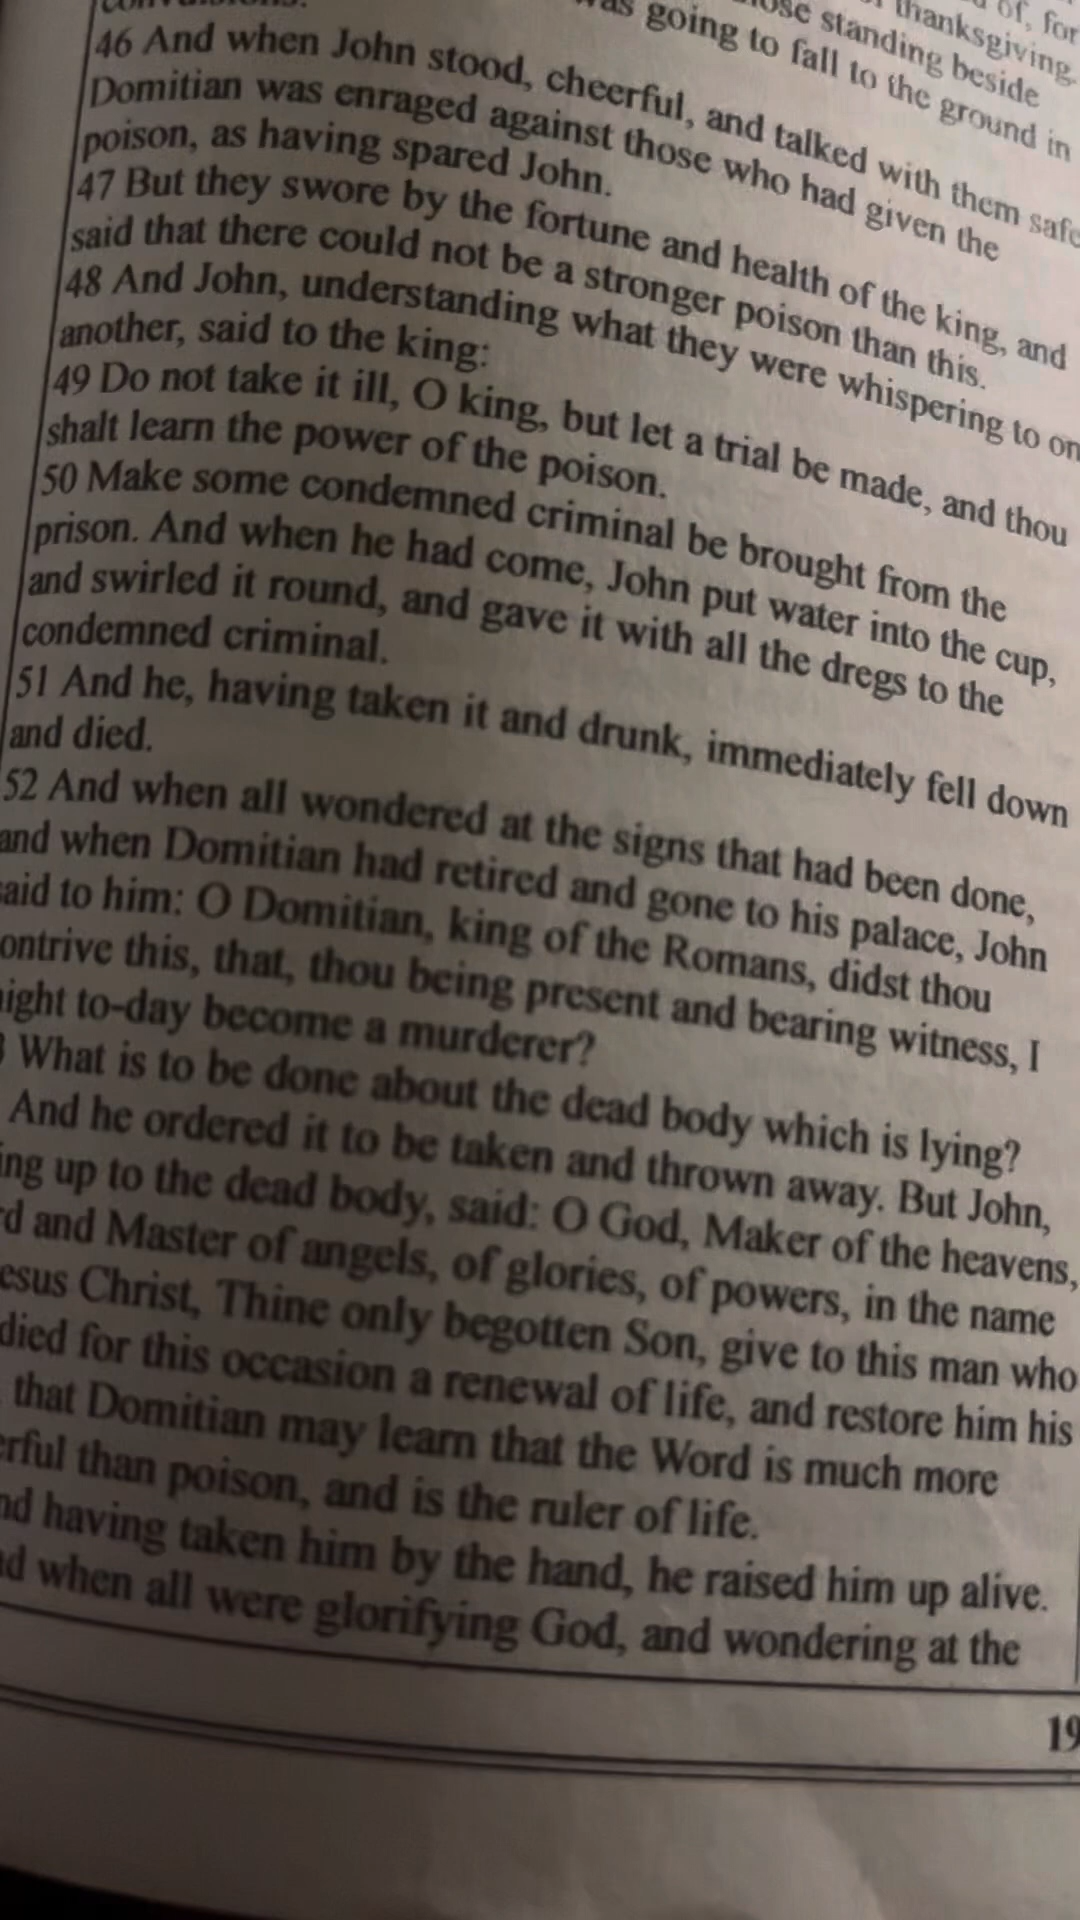 of, for
thanksgiving.
those standing beside
was going to fall to the ground in
convulsions.
46 And when John stood, cheerful, and talked with them safe
Domitian was enraged against those who had given the
poison, as having spared John.
47 But they swore by the fortune and health of the king, and
said that there could not be a stronger poison than this.
48 And John, understanding what they were whispering to on
another, said to the king:
49 Do not take it ill, O king, but let a trial be made, and thou
shalt learn the power of the poison.
50 Make some condemned criminal be brought from the
prison. And when he had come, John put water into the cup,
and swirled it round, and gave it with all the dregs to the
condemned criminal.
51 And he, having taken it and drunk, immediately fell down
and died.
52 And when all wondered at the signs that had been done,
and when Domitian had retired and gone to his palace, John
said to him: O Domitian, king of the Romans, didst thou
ontrive this, that, thou being present and bearing witness, I
ight to-day become a murderer?
What is to be done about the dead body which is lying?
And he ordered it to be taken and thrown away. But John,
ing up to the dead body, said: O God, Maker of the heavens,
rd and Master of angels, of glories, of powers, in the name
esus Christ, Thine only begotten Son, give to this man who
died for this occasion a renewal of life, and restore him his
that Domitian may learn that the Word is much more
erful than poison, and is the ruler of life.
nd having taken him by the hand, he raised him up alive.
nd when all were glorifying God, and wondering at the
19